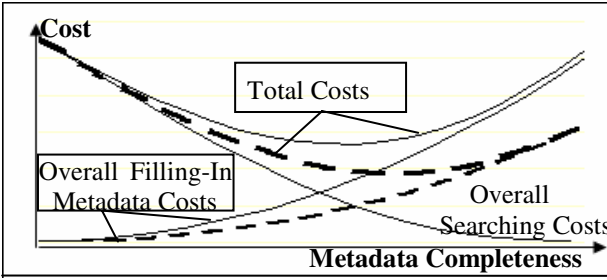 Cost
Total Costs
Overall Filling-In
Metadata Costs
Overall
Searching Costs
Metadata Completeness